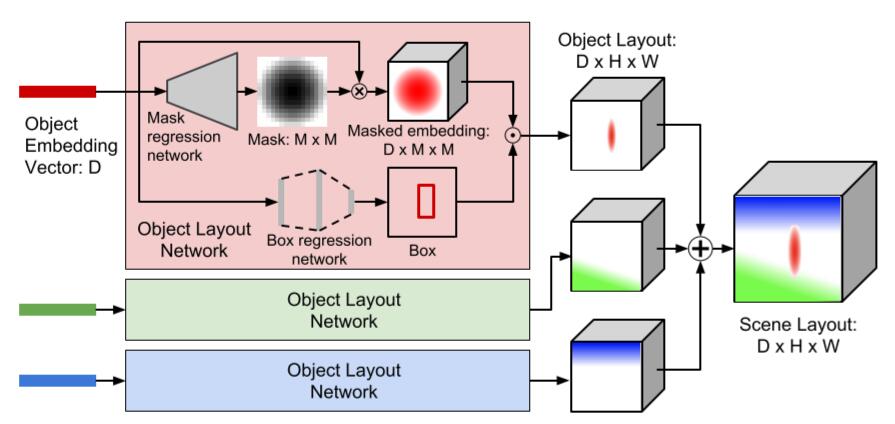 Object
Embedding
Vector: D
Mask
regression
network
Mask: M x M
Masked embedding:
D x M x M
Object Layout
Network
Box regression
network
Box
Object Layout:
D x H x W
Object Layout
Network
Object Layout
Network
Scene Layout:
D x H x W